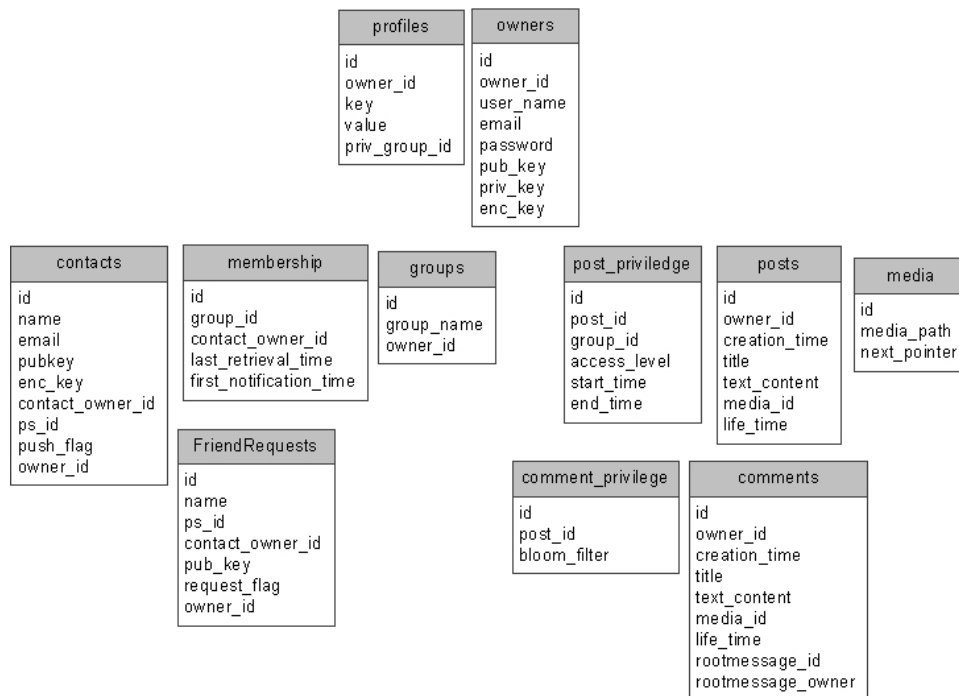 profiles
id
owner_id
key
value
priv_group_id
owners
id
owner_id
user_name
email
password
pub_key
priv_key
enc_key
contacts
id
name
email
pubkey
enc_key
contact_owner_id
ps_id
push_flag
owner_id
membership
id
group_id
contact_owner_id
last_retrieval_time
first_notification_time
groups
id
group_name
owner_id
post_priviledge
id
post_id
group_id
access_level
start_time
end_time
posts
id
owner_id
creation_time
title
text_content
media_id
life_time
media
id
media_path
next_pointer
FriendRequests
id
name
ps_id
contact_owner_id
pub_key
request_flag
owner_id
comment_privilege
id
post_id
bloom_filter
comments
id
owner_id
creation_time
title
text_content
media_id
life_time
rootmessage_id
rootmessage_owner